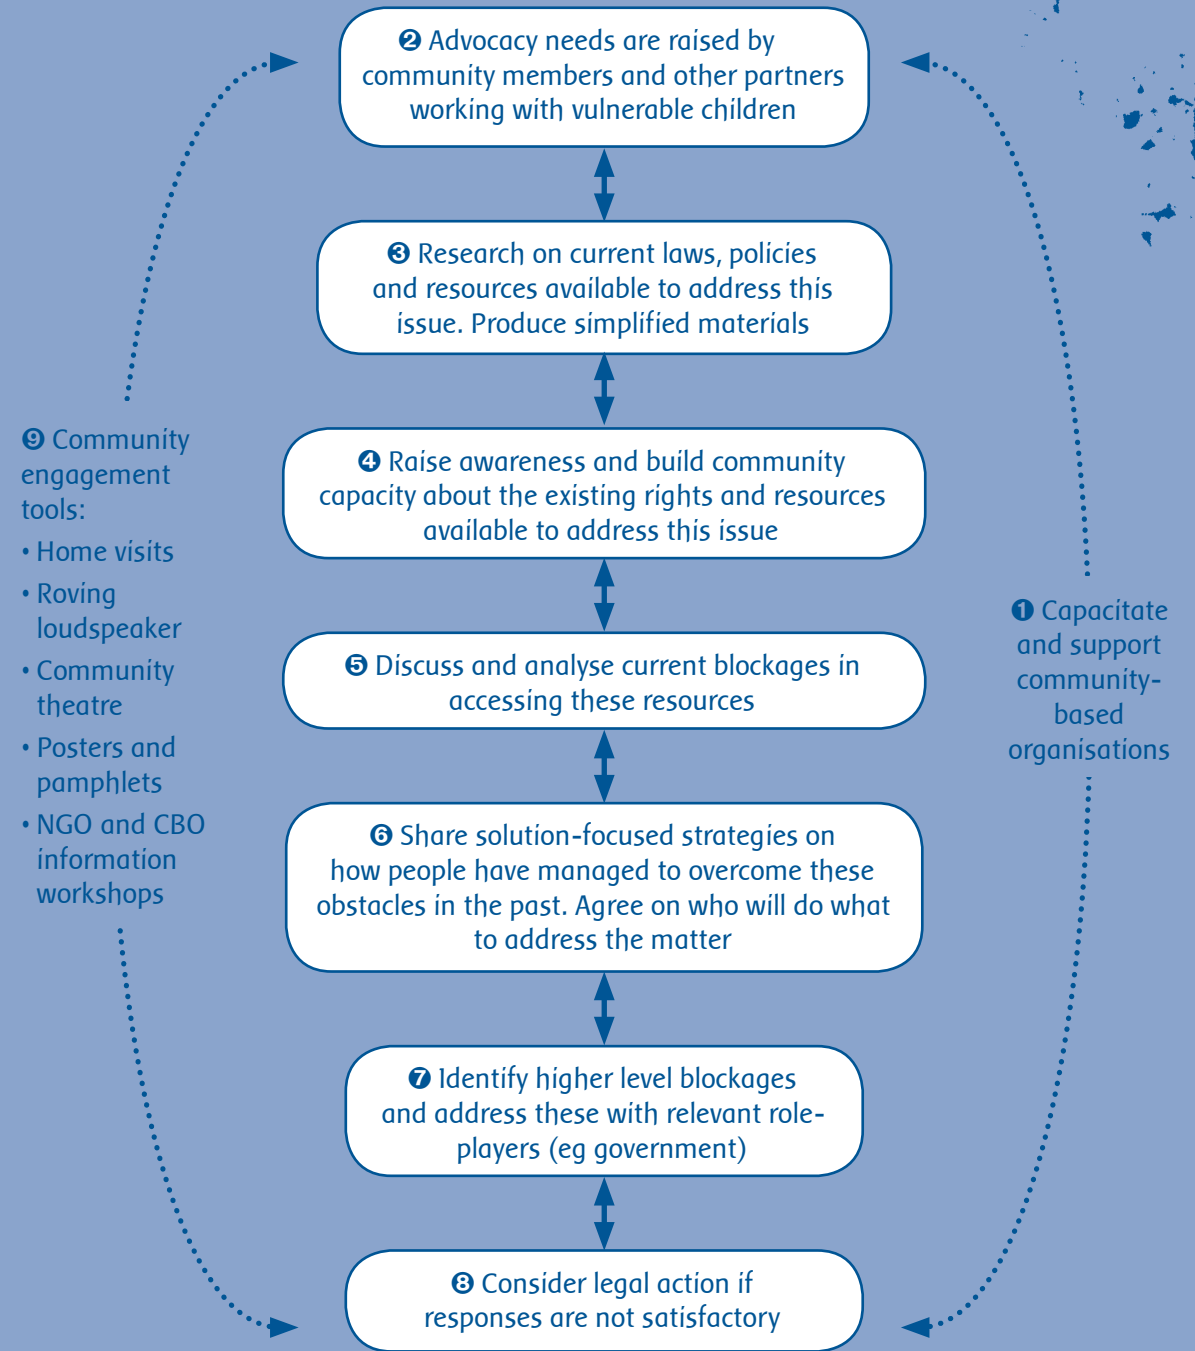 ❷ Advocacy needs are raised by
community members and other partners
working with vulnerable children
❸ Research on current laws, policies
and resources available to address this
issue. Produce simplified materials
❹ Raise awareness and build community
capacity about the existing rights and resources
available to address this issue
❺ Discuss and analyse current blockages in
accessing these resources
❻ Share solution-focused strategies on
how people have managed to overcome these
obstacles in the past. Agree on who will do what
to address the matter
❼ Identify higher level blockages
and address these with relevant role-
players (eg government)
❽ Consider legal action if
responses are not satisfactory
❾ Community
engagement
tools:
• Home visits
• Roving
loudspeaker
• Community
theatre
• Posters and
pamphlets
• NGO and CBO
information
workshops
❶ Capacitate
and support
community-
based
organisations